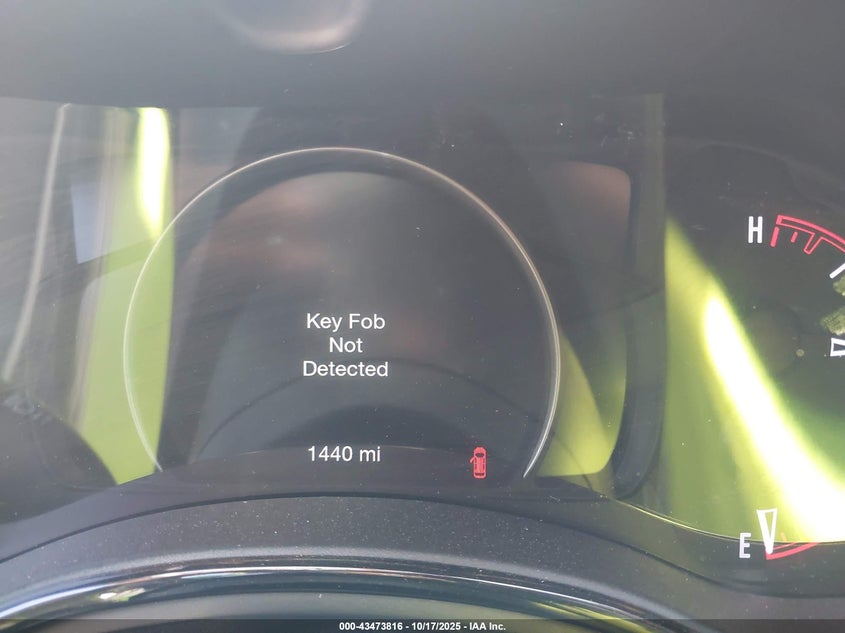 H
Key Fob
Not
Detected
1440 mi
E
000-43473816 - 10/17/2025 - IAA Inc.